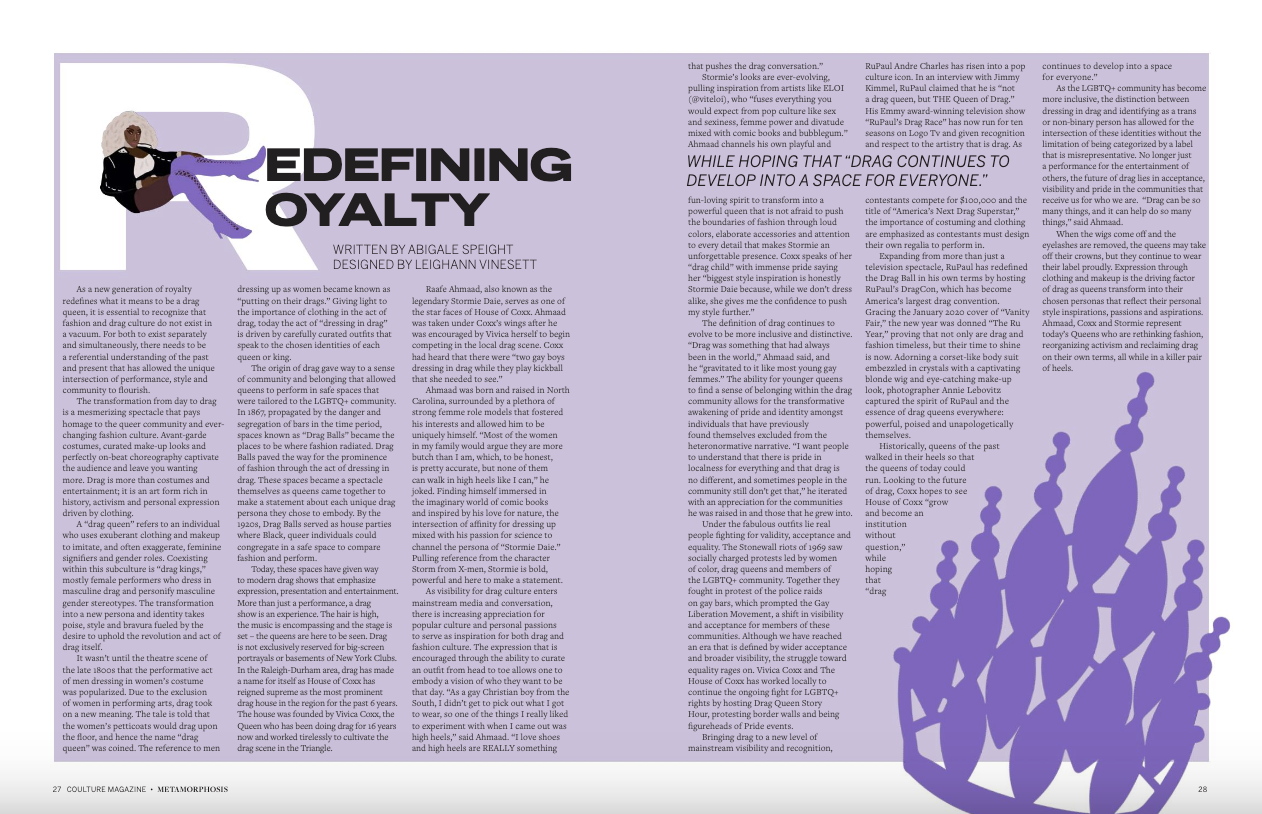 REDEFINING
ROYALTY
WRITTEN BY ABIGALE SPEIGHT
DESIGNED BY LEIGHANN VINESETT
As a new generation of royalty
redefines what it means to be a drag
queen, it is essential to recognize that
fashion and drag culture do not exist in
a vacuum. For both to exist separately
and simultaneously, there needs to be
a referential understanding of the past
and present that has allowed the unique
intersection of performance, style and
community to flourish.
The transformation from day to drag
is a mesmerizing spectacle that pays
homage to the queer community and ever-
changing fashion culture. Avant-garde
costumes, curated make-up looks and
perfectly on-beat choreography captivate
the audience and leave you wanting
more. Drag is more than costumes and
entertainment; it is an art form rich in
history, activism and personal expression
driven by clothing.
A “drag queen” refers to an individual
who uses exuberant clothing and makeup
to imitate, and often exaggerate, feminine
signifiers and gender roles. Coexisting
within this subculture is “drag kings,”
mostly female performers who dress in
masculine drag and personify masculine
gender stereotypes. The transformation
into a new persona and identity takes
poise, style and bravura fueled by the
desire to uphold the revolution and act of
drag itself.
It wasn’t until the theatre scene of
the late 1800s that the performative act
of men dressing in women’s costume
was popularized. Due to the exclusion
of women in performing arts, drag took
on a new meaning. The tale is told that
the women’s petticoats would drag upon
the floor, and hence the name “drag
queen” was coined. The reference to men
dressing up as women became known as
“putting on their drags.” Giving light to
the importance of clothing in the act of
drag, today the act of “dressing in drag”
is driven by carefully curated outfits that
speak to the chosen identities of each
queen or king.
The origin of drag gave way to a sense
of community and belonging that allowed
queens to perform in safe spaces that
were tailored to the LGBTQ+ community.
In 1867, propagated by the danger and
segregation of bars in the time period,
spaces known as “Drag Balls” became the
places to be where fashion radiated. Drag
Balls paved the way for the prominence
of fashion through the act of dressing in
drag. These spaces became a spectacle
themselves as queens came together to
make a statement about each unique drag
persona they chose to embody. By the
1920s, Drag Balls served as house parties
where Black, queer individuals could
congregate in a safe space to compare
fashion and perform.
Today, these spaces have given way
to modern drag shows that emphasize
expression, presentation and entertainment.
More than just a performance, a drag
show is an experience. The hair is high,
the music is encompassing and the stage is
set – the queens are here to be seen. Drag
is not exclusively reserved for big-screen
portrayals or basements of New York Clubs.
In the Raleigh-Durham area, drag has made
a name for itself as House of Coxx has
reigned supreme as the most prominent
drag house in the region for the past 6 years.
The house was founded by Vivica Coxx, the
Queen who has been doing drag for 16 years
now and worked tirelessly to cultivate the
drag scene in the Triangle.
Raafe Ahmaad, also known as the
legendary Stormie Daie, serves as one of
the star faces of House of Coxx. Ahmaad
was taken under Coxx’s wings after he
was encouraged by Vivica herself to begin
competing in the local drag scene. Coxx
had heard that there were “two gay boys
dressing in drag while they play kickball
that she needed to see.”
Ahmaad was born and raised in North
Carolina, surrounded by a plethora of
strong female role models that fostered
his interests and allowed him to be
uniquely himself. “Most of the women
in my family would argue they are more
butch than I am, which, to be honest,
is pretty accurate, but none of them
can walk in high heels like I can,” he
joked. Finding himself immersed in
the imaginary world of comic books
and inspired by his love for nature, the
intersection of affinity for dressing up
mixed with his passion for science to
channel the persona of “Stormie Daie.”
Pulling reference from the character
Storm from X-men, Stormie is bold,
powerful and here to make a statement.
As visibility for drag culture enters
mainstream media and conversation,
there is increasing appreciation for
popular culture and personal passions
to serve as inspiration for both drag and
fashion culture. The expression that is
encouraged through the ability to curate
an outfit from head to toe allows one to
embody a vision of who they want to be
that day. “As a gay Christian boy from the
South, I didn’t get to pick out what I got
to wear, so one of the things I really liked
to experiment with when I came out was
high heels,” said Ahmaad. “I love shoes
and high heels are REALLY something
that pushes the drag conversation.”
Stormie’s looks are ever-evolving,
pulling inspiration from artists like ELOI
(@viteloi), who “fuses everything you
would expect from pop culture like sex
and sexiness, femme power and divatude
mixed with comic books and bubblegum.”
Ahmaad channels his own playful and
WHILE HOPING THAT “DRAG CONTINUES TO
DEVELOP INTO A SPACE FOR EVERYONE.”
fun-loving spirit to transform into a
powerful queen that is not afraid to push
the boundaries of fashion through loud
colors, elaborate accessories and attention
to every detail that makes Stormie an
unforgettable presence. Coxx speaks of her
“drag child” with immense pride saying
her “biggest style inspiration is honestly
Stormie Daie because, while we don’t dress
alike, she gives me the confidence to push
my style further.”
The definition of drag continues to
evolve to be more inclusive and distinctive.
“Drag was something that had always
been in the world,” Ahmaad said, and
he “gravitated to it like most young gay
femmes.” The ability for younger queens
to find a sense of belonging within the drag
community allows for the transformative
awakening of pride and identity amongst
individuals that have previously
found themselves excluded from the
heteronormative narrative. “I want people
to understand that there is pride in
localness for everything and that drag is
no different, and sometimes people in the
community still don’t get that,” he iterated
with an appreciation for the communities
he was raised in and those that he grew into.
Under the fabulous outfits lie real
people fighting for validity, acceptance and
equality. The Stonewall riots of 1969 saw
socially charged protests led by women
of color, drag queens and members of
the LGBTQ+ community. Together they
fought in protest of the police raids
on gay bars, which prompted the Gay
Liberation Movement, a shift in visibility
and acceptance for members of these
communities. Although we have reached
an era that is defined by wider acceptance
and broader visibility, the struggle toward
equality rages on. Vivica Coxx and The
House of Coxx has worked locally to
continue the ongoing fight for LGBTQ+
rights by hosting Drag Queen Story
Hour, protesting border walls and being
figureheads of Pride events.
Bringing drag to a new level of
mainstream visibility and recognition,
RuPaul Andre Charles has risen into a pop
culture icon. In an interview with Jimmy
Kimmel, RuPaul claimed that he is “not
a drag queen, but THE Queen of Drag.”
His Emmy award-winning television show
“RuPaul’s Drag Race” has now run for ten
seasons on Logo Tv and given recognition
and respect to the artistry that is drag. As
contestants compete for $100,000 and the
title of “America’s Next Drag Superstar,”
the importance of costuming and clothing
are emphasized as contestants must design
their own regalia to perform in.
Expanding from more than just a
television spectacle, RuPaul has redefined
the Drag Ball in his own terms by hosting
RuPaul’s DragCon, which has become
America’s largest drag convention.
Gracing the January 2020 cover of “Vanity
Fair,” the new year was donned “The Ru
Year,” proving that not only are drag and
fashion timeless, but their time to shine
is now. Adorning a corset-like body suit
embezzled in crystals with a captivating
blonde wig and eye-catching make-up
look, photographer Annie Lebovitz
captured the spirit of RuPaul and the
essence of drag queens everywhere:
powerful, poised and unapologetically
themselves.
Historically, queens of the past
walked in their heels so that
the queens of today could
run. Looking to the future
of drag, Coxx hopes to see
House of Coxx “grow
and become an
institution
without
question,”
while
hoping
that
“drag
continues to develop into a space
for everyone.”
As the LGBTQ+ community has become
more inclusive, the distinction between
dressing in drag and identifying as a trans
or non-binary person has allowed for the
intersection of these identities without the
limitation of being categorized by a label
that is misrepresentative. No longer just
a performance for the entertainment of
others, the future of drag lies in acceptance,
visibility and pride in the communities that
receive us for who we are. “Drag can be so
many things, and it can help do so many
things,” said Ahmaad.
When the wigs come off and the
eyelashes are removed, the queens may take
off their crowns, but they continue to wear
their label proudly. Expression through
clothing and makeup is the driving factor
of drag as queens transform into their
chosen personas that reflect their personal
style inspirations, passions and aspirations.
Ahmaad, Coxx and Stormie represent
today’s Queens who are rethinking fashion,
reorganizing activism and reclaiming drag
on their own terms, all while in a killer pair
of heels.
27 COULTURE MAGAZINE • METAMORPHOSIS
28